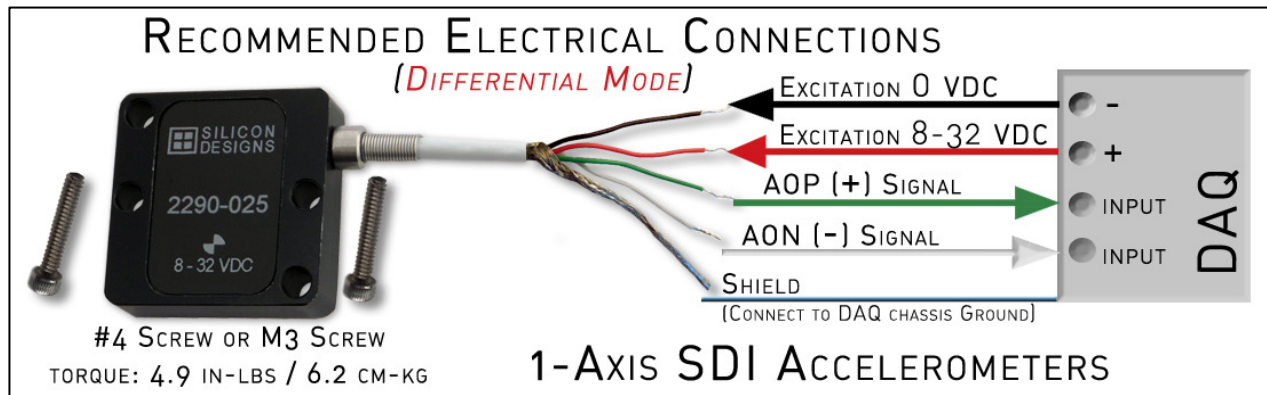 RECOMMENDED ELECTRICAL CONNECTIONS
(DIFFERENTIAL MODE)
SILICON
DESIGNS
2290-025
8 - 32 VDC
#4 SCREW OR M3 SCREW
TORQUE: 4.9 IN-LBS / 6.2 CM-KG
EXCITATION 0 VDC
EXCITATION 8-32 VDC
AOP (+) SIGNAL
AON (-) SIGNAL
SHIELD
(CONNECT TO DAQ CHASSIS GROUND)
-
+
INPUT
INPUT
DAQ
1-AXIS SDI ACCELEROMETERS